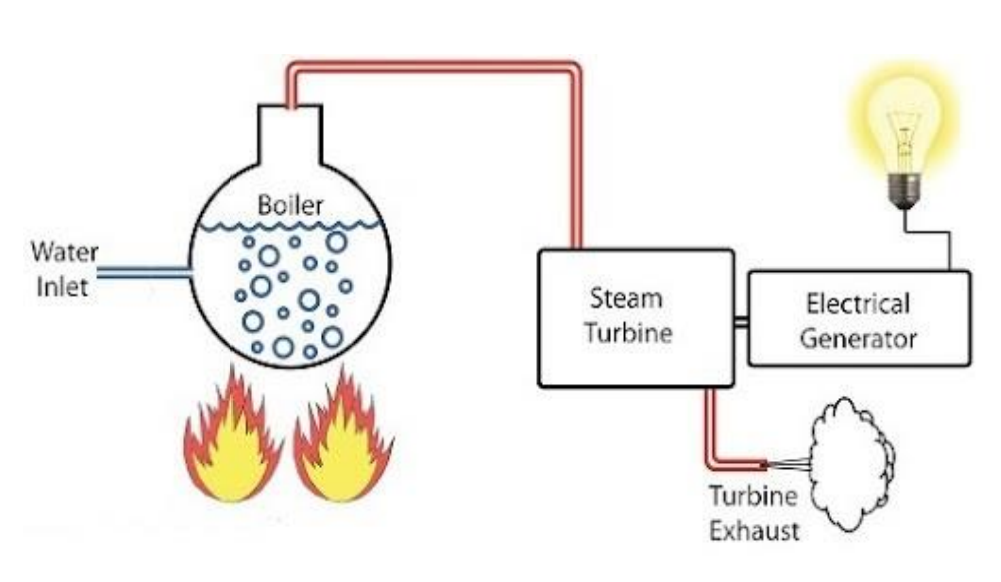 Boiler
Water
Inlet
Steam
Turbine
Electrical
Generator
Turbine
Exhaust